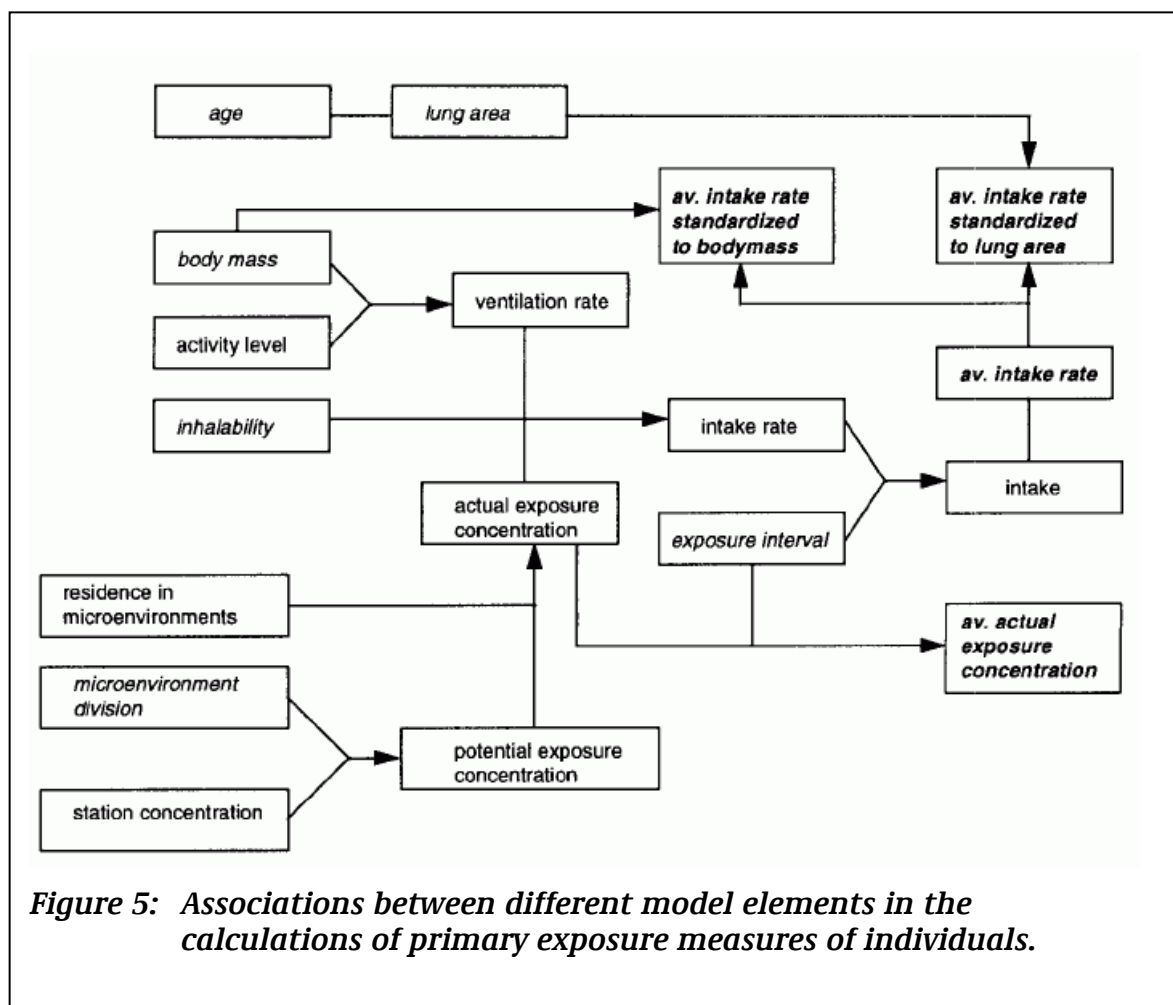 age
lung area
av. intake rate
standardized
to bodymass
av. intake rate
standardized
to lung area
body mass
ventilation rate
activity level
av. intake rate
inhalability
intake rate
intake
actual exposure
concentration
exposure interval
residence in
microenvironments
av. actual
exposure
concentration
microenvironment
division
potential exposure
concentration
station concentration
Figure 5: Associations between different model elements in the
calculations of primary exposure measures of individuals.